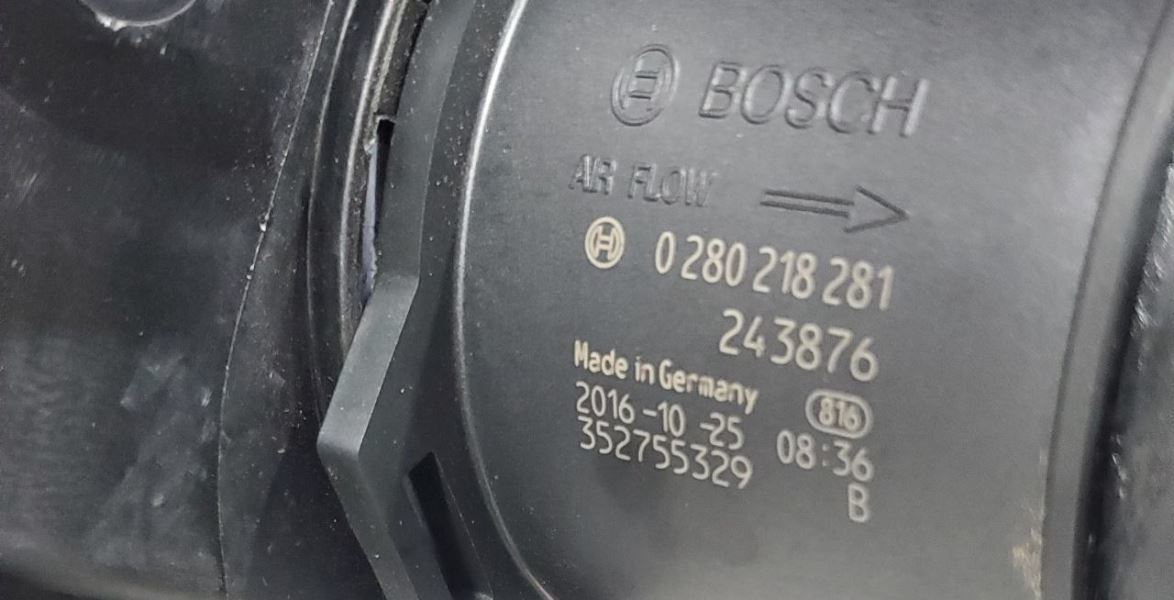 BOSCH
AIR FLOW
0 280 218 281
243876
Made in Germany
816
2016-10-25 08:36
352755329
B